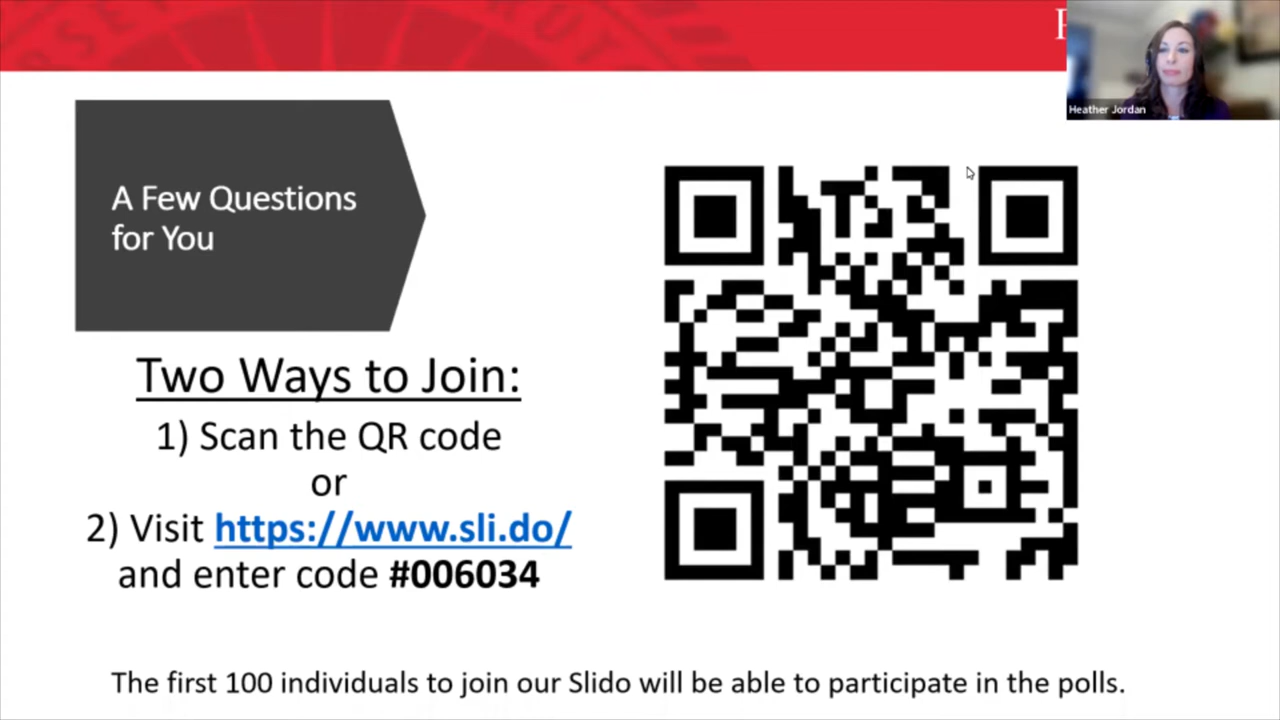 Heather Jordan
A Few Questions
for You
Two Ways to Join:
1) Scan the QR code
or
2) Visit https://www.sli.do/
and enter code #006034
The first 100 individuals to join our Slido will be able to participate in the polls.